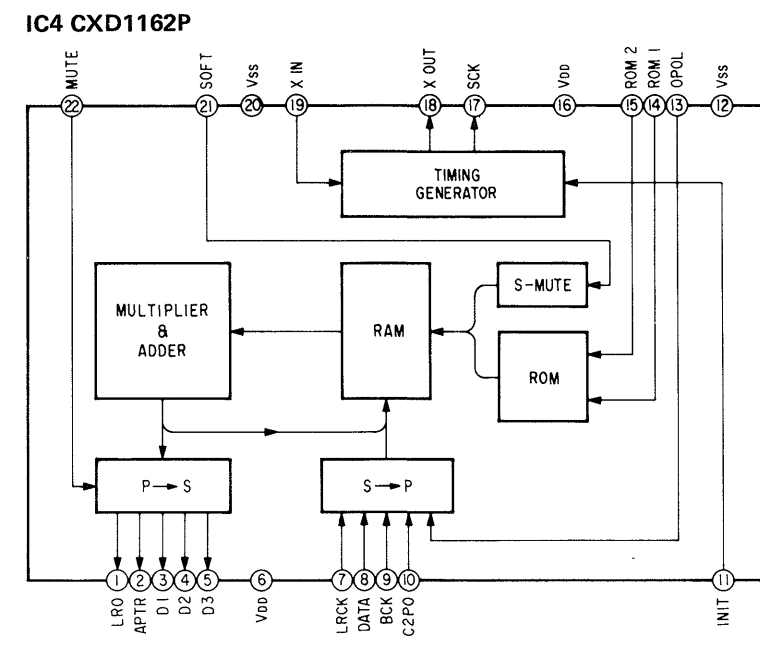 IC4 CXD1162P
MUTE
SOFT
VSS
X IN
X OUT
SCK
VDD
ROM 2
ROM 1
OPOL
VSS
22
21
20
19
18
17
16
15
14
13
12
TIMING
GENERATOR
S-MUTE
MULTIPLIER
&
ADDER
RAM
ROM
P→S
S→P
1
2
3
4
5
6
7
8
9
10
11
LRO
APTR
D1
D2
D3
VDD
LRCK
DATA
BCK
C2PO
INIT